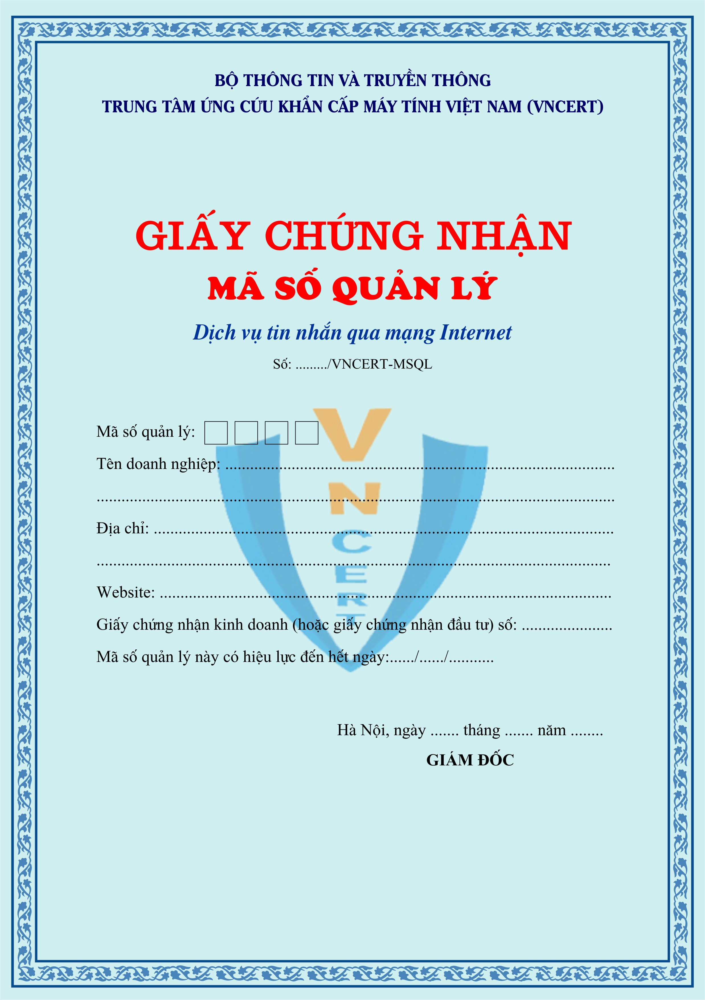 BỘ THÔNG TIN VÀ TRUYỀN THÔNG
TRUNG TÂM ỨNG CỨU KHẨN CẤP MÁY TÍNH VIỆT NAM (VNCERT)
GIẤY CHỨNG NHẬN
MÃ SỐ QUẢN LÝ
Dịch vụ tin nhắn qua mạng Internet
Số: ........./VNCERT-MSQL
Mã số quản lý:
Tên doanh nghiệp: ..............................................................................................
.............................................................................................................................
Địa chỉ: ...............................................................................................................
............................................................................................................................
Website: .............................................................................................................
Giấy chứng nhận kinh doanh (hoặc giấy chứng nhận đầu tư) số: ......................
Mã số quản lý này có hiệu lực đến hết ngày:....../....../...........
Hà Nội, ngày ....... tháng ....... năm ........
GIÁM ĐỐC
V
N
C
E
R
T